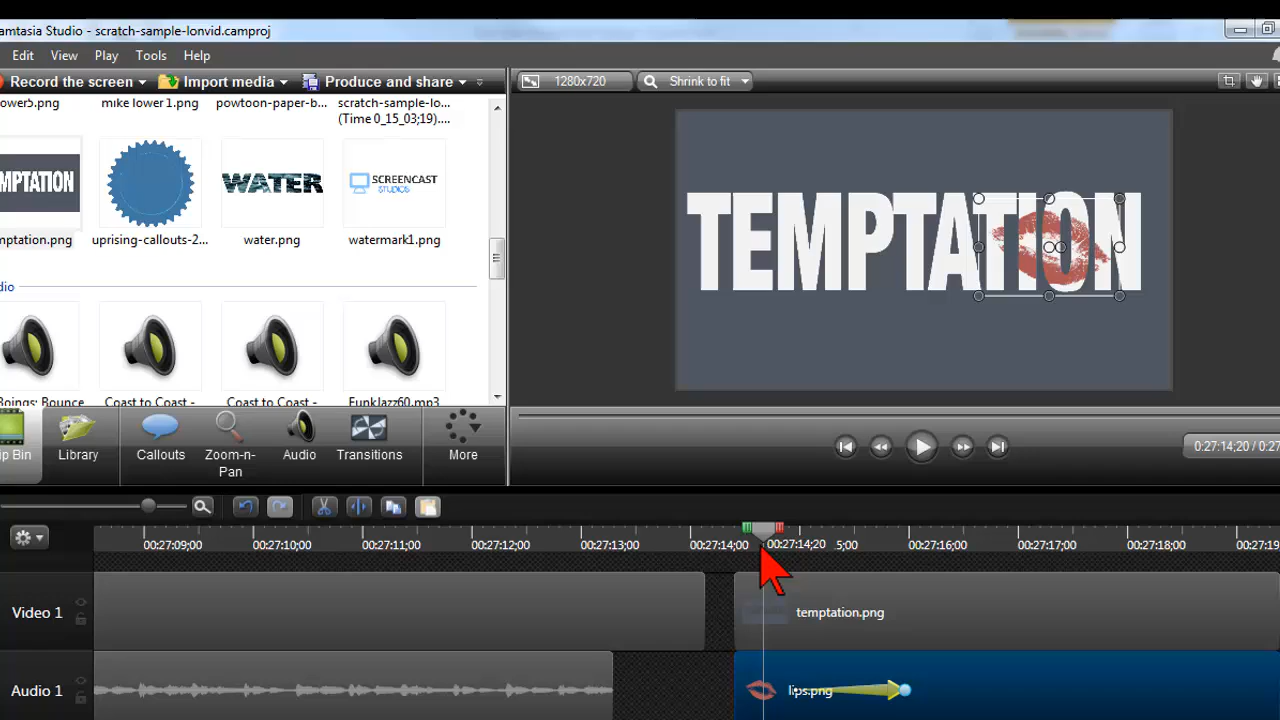 amtasia Studio - scratch-sample-lonvid.camproj
Edit View Play Tools Help
Record the screen Import media Produce and share
1280x720 Shrink to fit
ower5.png mike lower 1.png powtoon-paper-b... scratch-sample-lo...
(Time 0_15_03;19)....
MPTATION WATER SCREENCAST
STUDIOS
mptation.png uprising-callouts-2... water.png watermark1.png
TEMPTATION
dio
Boings: Bounce Coast to Coast - Coast to Coast - FunkJazz60.mp3
ip Bin Library Callouts Zoom-n-
Pan Audio Transitions More
0:27:14;20 / 0:27
00:27:09;00 00:27:10;00 00:27:11;00 00:27:12;00 00:27:13;00 00:27:14;00 00:27:14;20 5;00 00:27:16;00 00:27:17;00 00:27:18;00 00:27:19
Video 1 temptation.png
Audio 1 lips.png